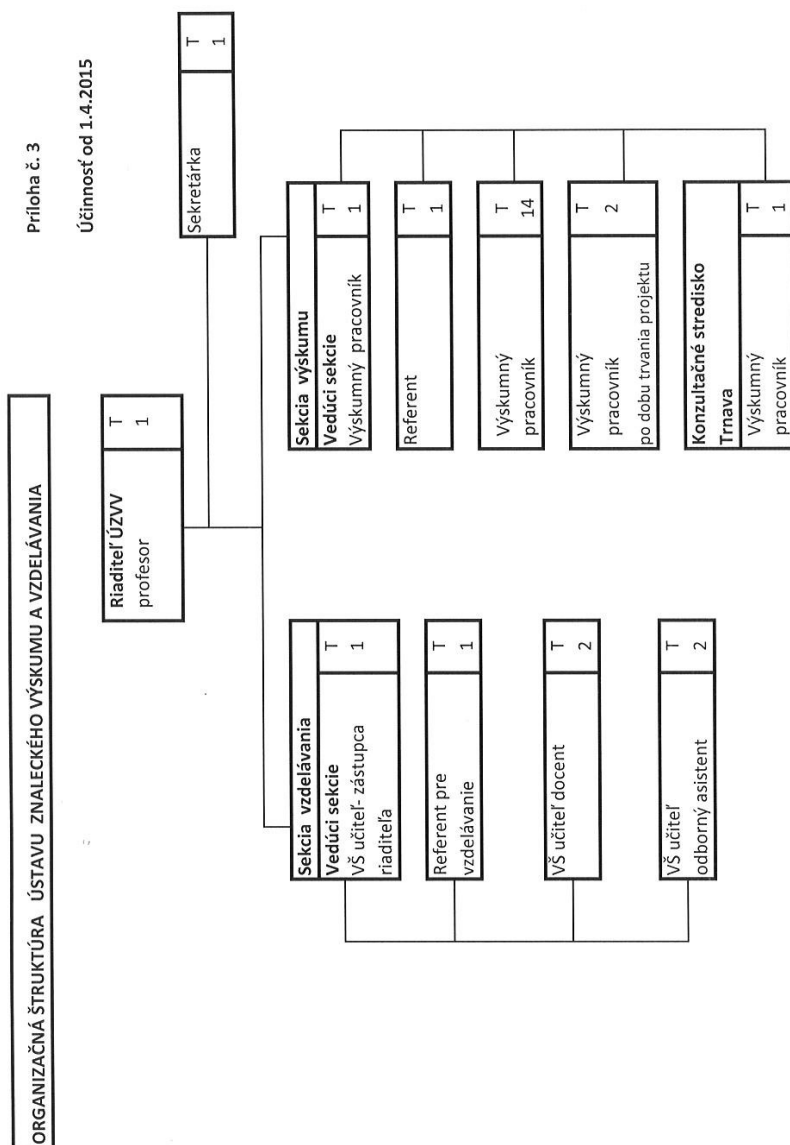 Príloha č. 3
ORGANIZAČNÁ ŠTRUKTÚRA ÚSTAVU ZNALECKÉHO VÝSKUMU A VZDELÁVANIA
Účinnosť od 1.4.2015
Riaditeľ ÚZVV
profesor
T
1
Sekretárka
T
1
Sekcia vzdelávania
Vedúci sekcie
VŠ učiteľ- zástupca
riaditeľa
T
1
Referent pre
vzdelávanie
T
1
VŠ učiteľ docent
T
2
VŠ učiteľ
odborný asistent
T
2
Sekcia výskumu
Vedúci sekcie
Výskumný pracovník
T
1
Referent
T
1
Výskumný
pracovník
T
14
Výskumný
pracovník
po dobu trvania projektu
T
2
Konzultačné stredisko
Trnava
Výskumný
pracovník
T
1